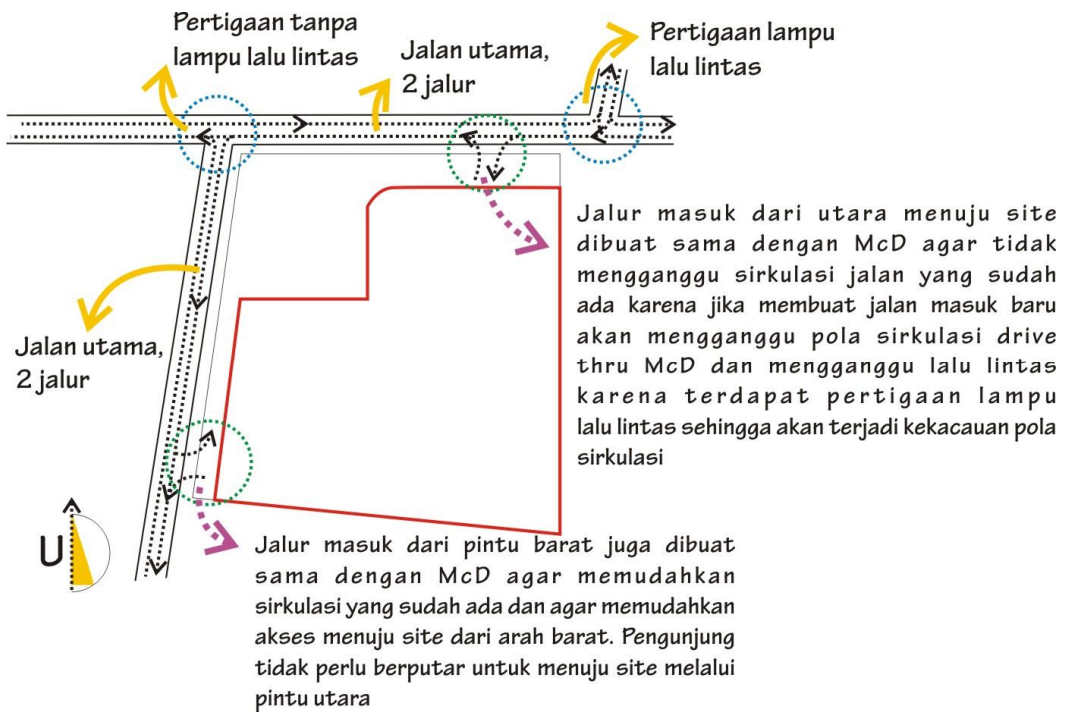 Pertigaan tanpa
lampu lalu lintas
Jalan utama,
2 jalur
Pertigaan lampu
lalu lintas
Jalur masuk dari utara menuju site
dibuat sama dengan McD agar tidak
mengganggu sirkulasi jalan yang sudah
ada karena jika membuat jalan masuk baru
akan mengganggu pola sirkulasi drive
thru McD dan mengganggu lalu lintas
karena terdapat pertigaan lampu
lalu lintas sehingga akan terjadi kekacauan pola
sirkulasi
Jalan utama,
2 jalur
U
Jalur masuk dari pintu barat juga dibuat
sama dengan McD agar memudahkan
sirkulasi yang sudah ada dan agar memudahkan
akses menuju site dari arah barat. Pengunjung
tidak perlu berputar untuk menuju site melalui
pintu utara